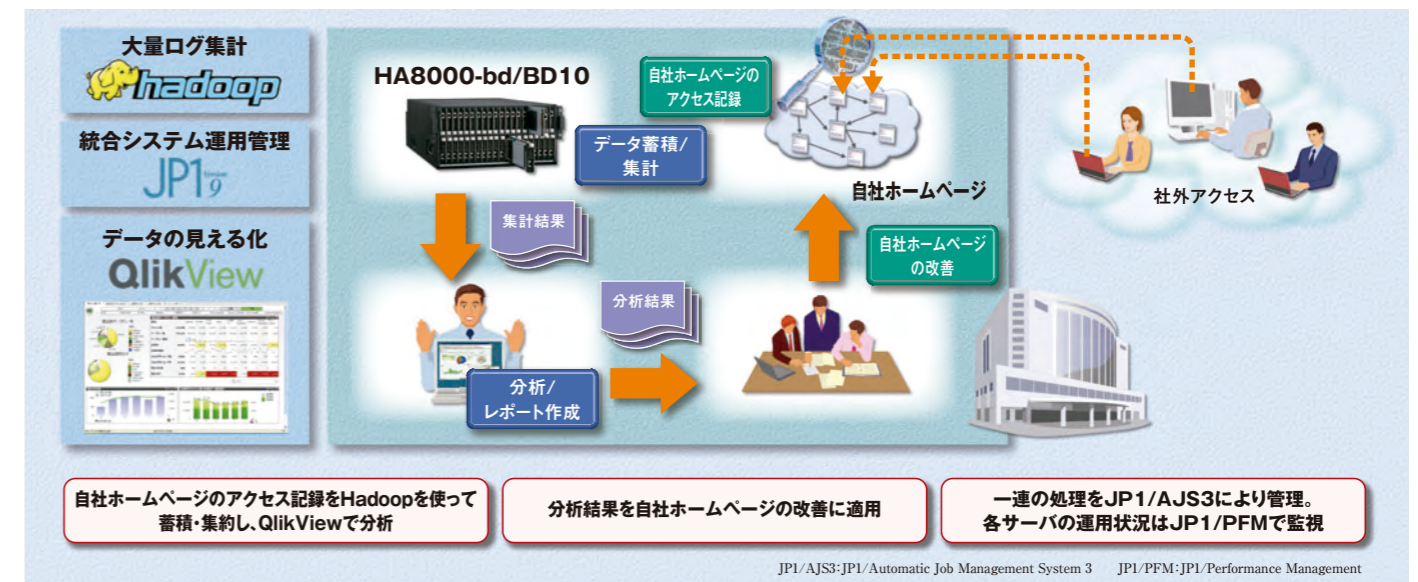 大量ログ集計
hadoop
統合システム運用管理
JP1 Version 9
データの見える化
QlikView
HA8000-bd/BD10
自社ホームページの
アクセス記録
データ蓄積/
集計
自社ホームページ
社外アクセス
集計結果
自社ホームページ
の改善
分析結果
分析/
レポート作成
自社ホームページのアクセス記録をHadoopを使って
蓄積・集約し、QlikViewで分析
分析結果を自社ホームページの改善に適用
一連の処理をJP1/AJS3により管理。
各サーバの運用状況はJP1/PFMで監視
JP1/AJS3:JP1/Automatic Job Management System 3 JP1/PFM:JP1/Performance Management